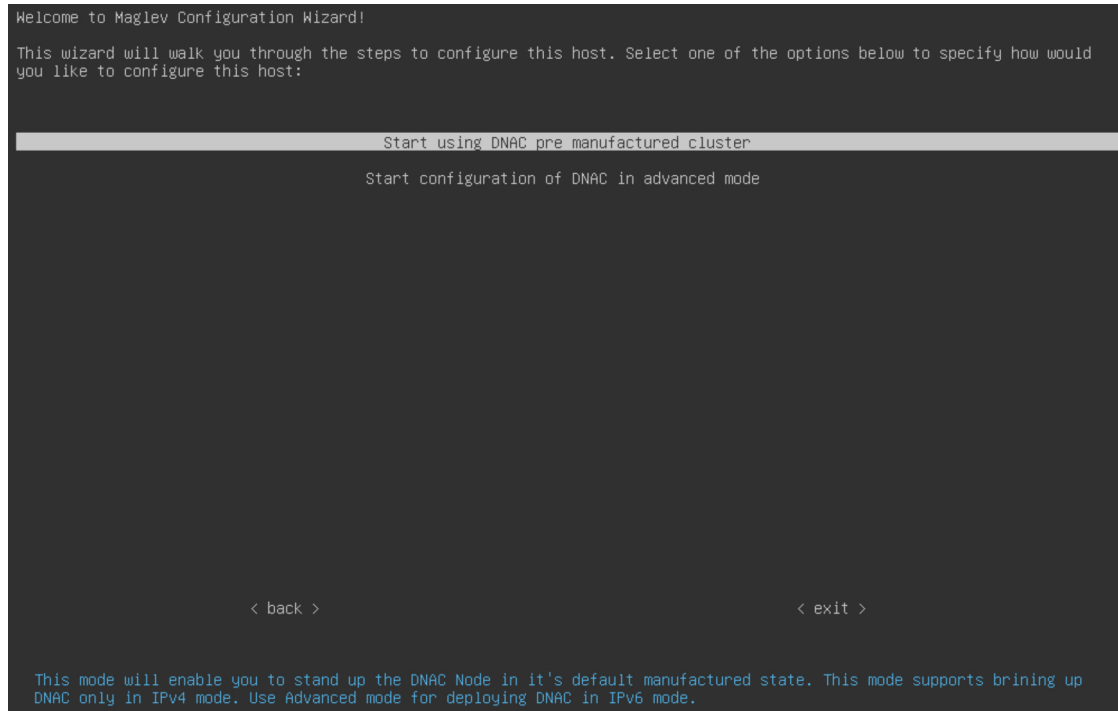 Welcome to Maglev Configuration Wizard!
This wizard will walk you through the steps to configure this host. Select one of the options below to specify how would
you like to configure this host:
Start using DNAC pre manufactured cluster
Start configuration of DNAC in advanced mode
< back >
< exit >
This mode will enable you to stand up the DNAC Node in it's default manufactured state. This mode supports brining up
DNAC only in IPv4 mode. Use Advanced mode for deploying DNAC in IPv6 mode.